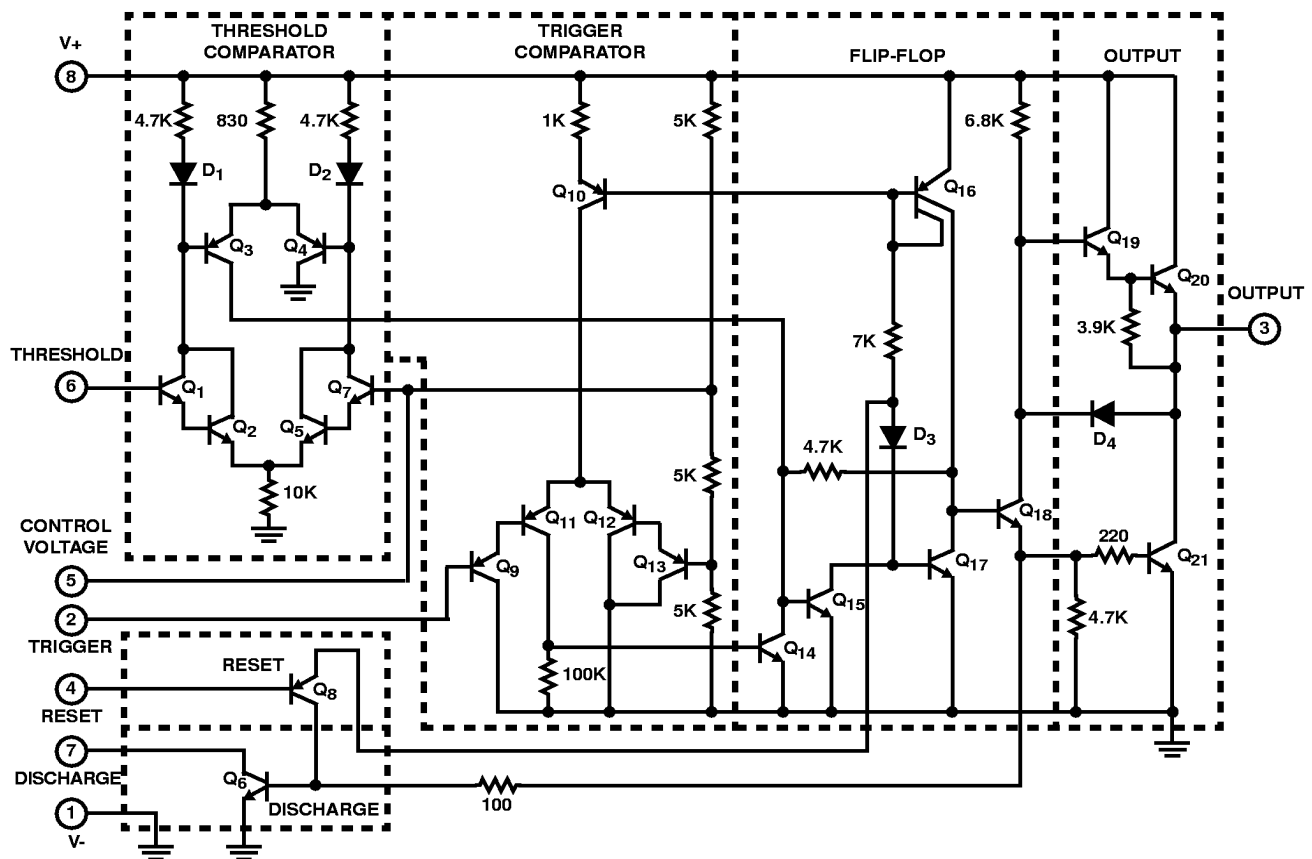 V+
8
THRESHOLD
COMPARATOR
TRIGGER
COMPARATOR
FLIP-FLOP
OUTPUT
4.7K
830
4.7K
1K
5K
6.8K
D1
D2
Q10
Q16
Q3
Q4
Q19
Q20
OUTPUT
3
3.9K
7K
THRESHOLD
6
Q1
Q7
Q2
Q5
D3
D4
4.7K
5K
10K
Q11
Q12
Q18
CONTROL
VOLTAGE
5
220
Q9
Q13
Q17
Q21
2
TRIGGER
5K
Q15
4.7K
Q14
RESET
100K
4
RESET
Q8
7
DISCHARGE
Q6
DISCHARGE
100
1
V-